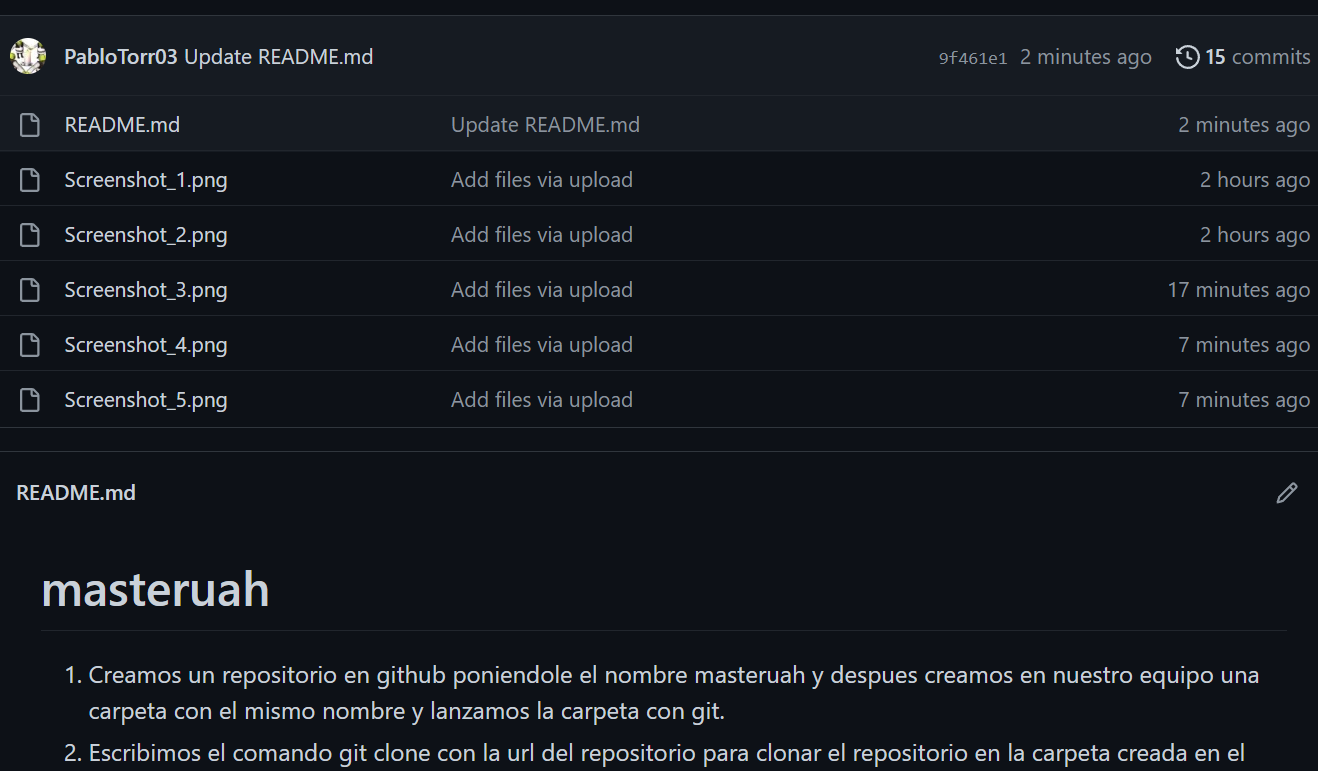 PabloTorr03 Update README.md 9f461e1 2 minutes ago 15 commits
README.md Update README.md 2 minutes ago
Screenshot_1.png Add files via upload 2 hours ago
Screenshot_2.png Add files via upload 2 hours ago
Screenshot_3.png Add files via upload 17 minutes ago
Screenshot_4.png Add files via upload 7 minutes ago
Screenshot_5.png Add files via upload 7 minutes ago
README.md
masteruah
1. Creamos un repositorio en github poniendole el nombre masteruah y despues creamos en nuestro equipo una
carpeta con el mismo nombre y lanzamos la carpeta con git.
2. Escribimos el comando git clone con la url del repositorio para clonar el repositorio en la carpeta creada en el